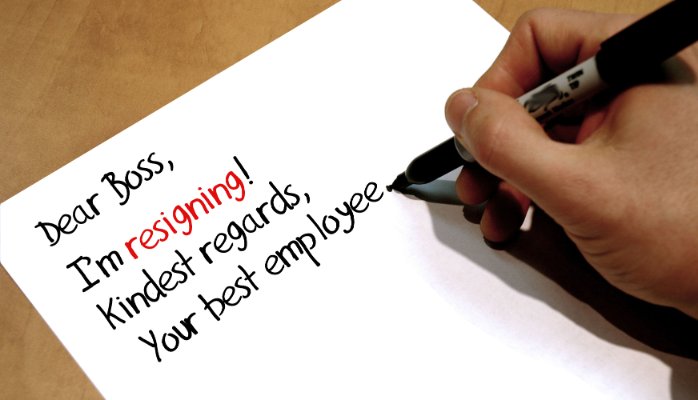 Dear Boss,
I'm resigning!
Kindest regards,
Your best employee